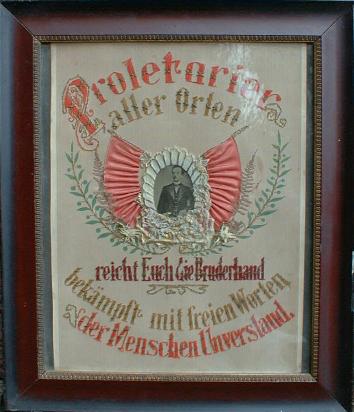 Proletarier
aller Orten
reicht Euch die Bruderhand
bekämpft mit freien Worten
der Menschen Unverstand.